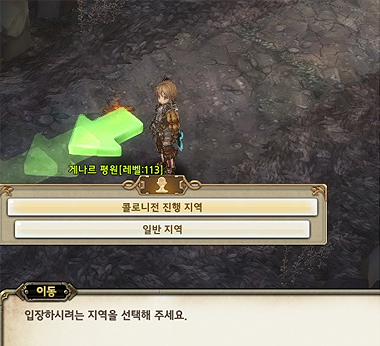 게나르 평원[레벨:113]
콜로니전 진행 지역
일반 지역
이동
입장하시려는 지역을 선택해 주세요.